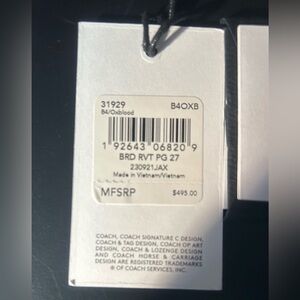 31929 B4OXB
B4/Oxblood
1 92643 06820 9
BRD RVT PG 27
230921JAX
Made in Vietnam/Vietnam
MFSRP $495.00
COACH, COACH SIGNATURE C DESIGN,
COACH & TAG DESIGN, COACH OP ART
DESIGN, COACH & LOZENGE DESIGN
AND COACH HORSE & CARRIAGE
DESIGN ARE REGISTERED TRADEMARKS
® OF COACH SERVICES, INC.